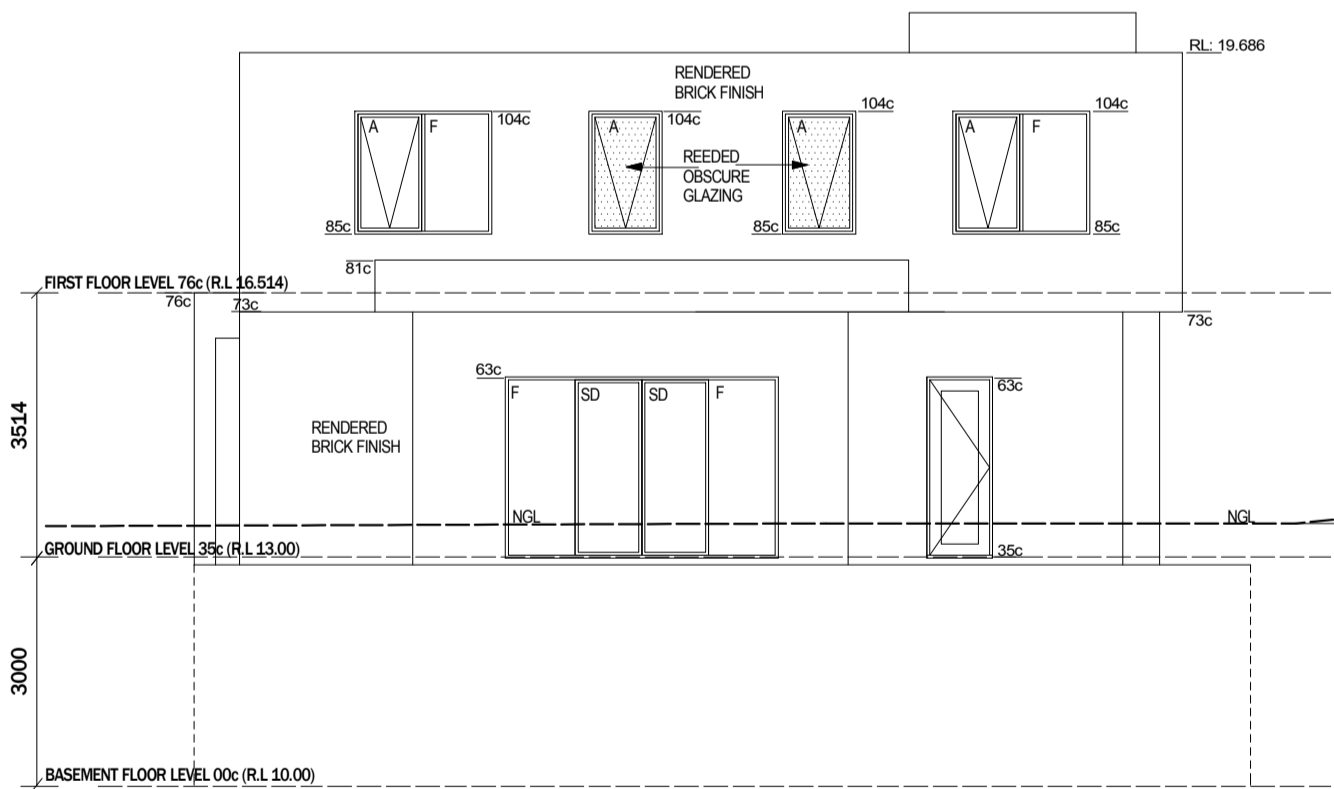 RL: 19.686
RENDERED
BRICK FINISH
A F 104c
A 104c
A 104c
A F 104c
REEDED
OBSCURE
GLAZING
85c
85c
85c
81c
FIRST FLOOR LEVEL 76c (R.L 16.514)
76c
73c
73c
3514
63c
F SD SD F
63c
RENDERED
BRICK FINISH
NGL
NGL
GROUND FLOOR LEVEL 35c (R.L 13.00)
35c
3000
BASEMENT FLOOR LEVEL 00c (R.L 10.00)